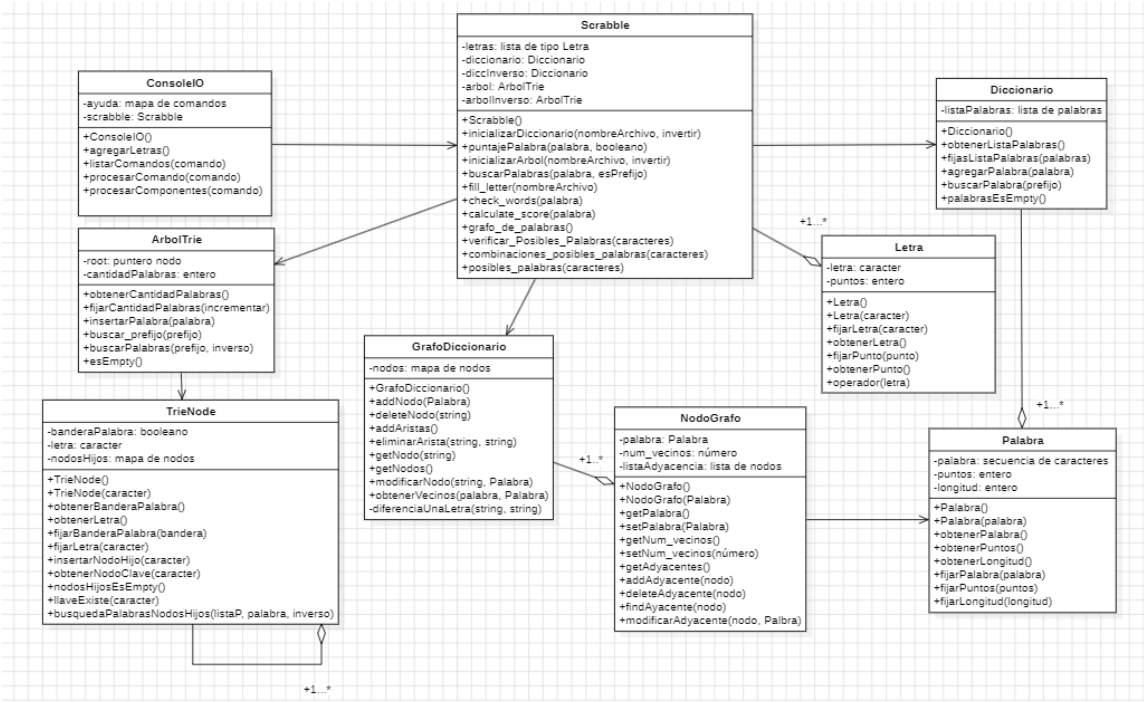 Scrabble
-letras: lista de tipo Letra
-diccionario: Diccionario
-diccInverso: Diccionario
-arbol: ArbolTrie
-arbolInverso: ArbolTrie
+Scrabble()
+inicializarDiccionario(nombreArchivo, invertir)
+puntajePalabra(palabra, booleano)
+inicializarArbol(nombreArchivo, invertir)
+buscarPalabras(palabra, esPrefijo)
+fill_letter(nombreArchivo)
+check_words(palabra)
+calculate_score(palabra)
+grafo_de_palabras()
+verificar_Posibles_Palabras(caracteres)
+combinaciones_posibles_palabras(caracteres)
+posibles_palabras(caracteres)
ConsoleIO
-ayuda: mapa de comandos
-scrabble: Scrabble
+ConsoleIO()
+agregarLetras()
+listarComandos(comando)
+procesarComando(comando)
+procesarComponentes(comando)
Diccionario
-listaPalabras: lista de palabras
+Diccionario()
+obtenerListaPalabras()
+fijasListaPalabras(palabras)
+agregarPalabra(palabra)
+buscarPalabra(prefijo)
+palabrasEsEmpty()
+1...*
ArbolTrie
-root: puntero nodo
-cantidadPalabras: entero
+obtenerCantidadPalabras()
+fijarCantidadPalabras(incrementar)
+insertarPalabra(palabra)
+buscar_prefijo(prefijo)
+buscarPalabras(prefijo, inverso)
+esEmpty()
Letra
-letra: caracter
-puntos: entero
+Letra()
+Letra(caracter)
+fijarLetra(caracter)
+obtenerLetra()
+fijarPunto(punto)
+obtenerPunto()
+operador(letra)
GrafoDiccionario
-nodos: mapa de nodos
+GrafoDiccionario()
+addNodo(Palabra)
+deleteNodo(string)
+addAristas()
+eliminarArista(string, string)
+getNodo(string)
+getNodos()
+modificarNodo(string, Palabra)
+obtenerVecinos(palabra, Palabra)
-diferenciaUnaLetra(string, string)
+1..*
+1...*
TrieNode
-banderaPalabra: booleano
-letra: caracter
-nodosHijos: mapa de nodos
+TrieNode()
+TrieNode(caracter)
+obtenerBanderaPalabra()
+obtenerLetra()
+fijarBanderaPalabra(bandera)
+fijarLetra(caracter)
+insertarNodoHijo(caracter)
+obtenerNodoClave(caracter)
+nodosHijosEsEmpty()
+llaveExiste(caracter)
+busquedaPalabrasNodosHijos(listaP, palabra, inverso)
+1...*
NodoGrafo
-palabra: Palabra
-num_vecinos: número
-listaAdyacencia: lista de nodos
+NodoGrafo()
+NodoGrafo(Palabra)
+getPalabra()
+setPalabra(Palabra)
+getNum_vecinos()
+setNum_vecinos(número)
+getAdyacentes()
+addAdyacente(nodo)
+deleteAdyacente(nodo)
+findAyacente(nodo)
+modificarAdyacente(nodo, Palbra)
Palabra
-palabra: secuencia de caracteres
-puntos: entero
-longitud: entero
+Palabra()
+Palabra(palabra)
+obtenerPalabra()
+obtenerPuntos()
+obtenerLongitud()
+fijarPalabra(palabra)
+fijarPuntos(puntos)
+fijarLongitud(longitud)